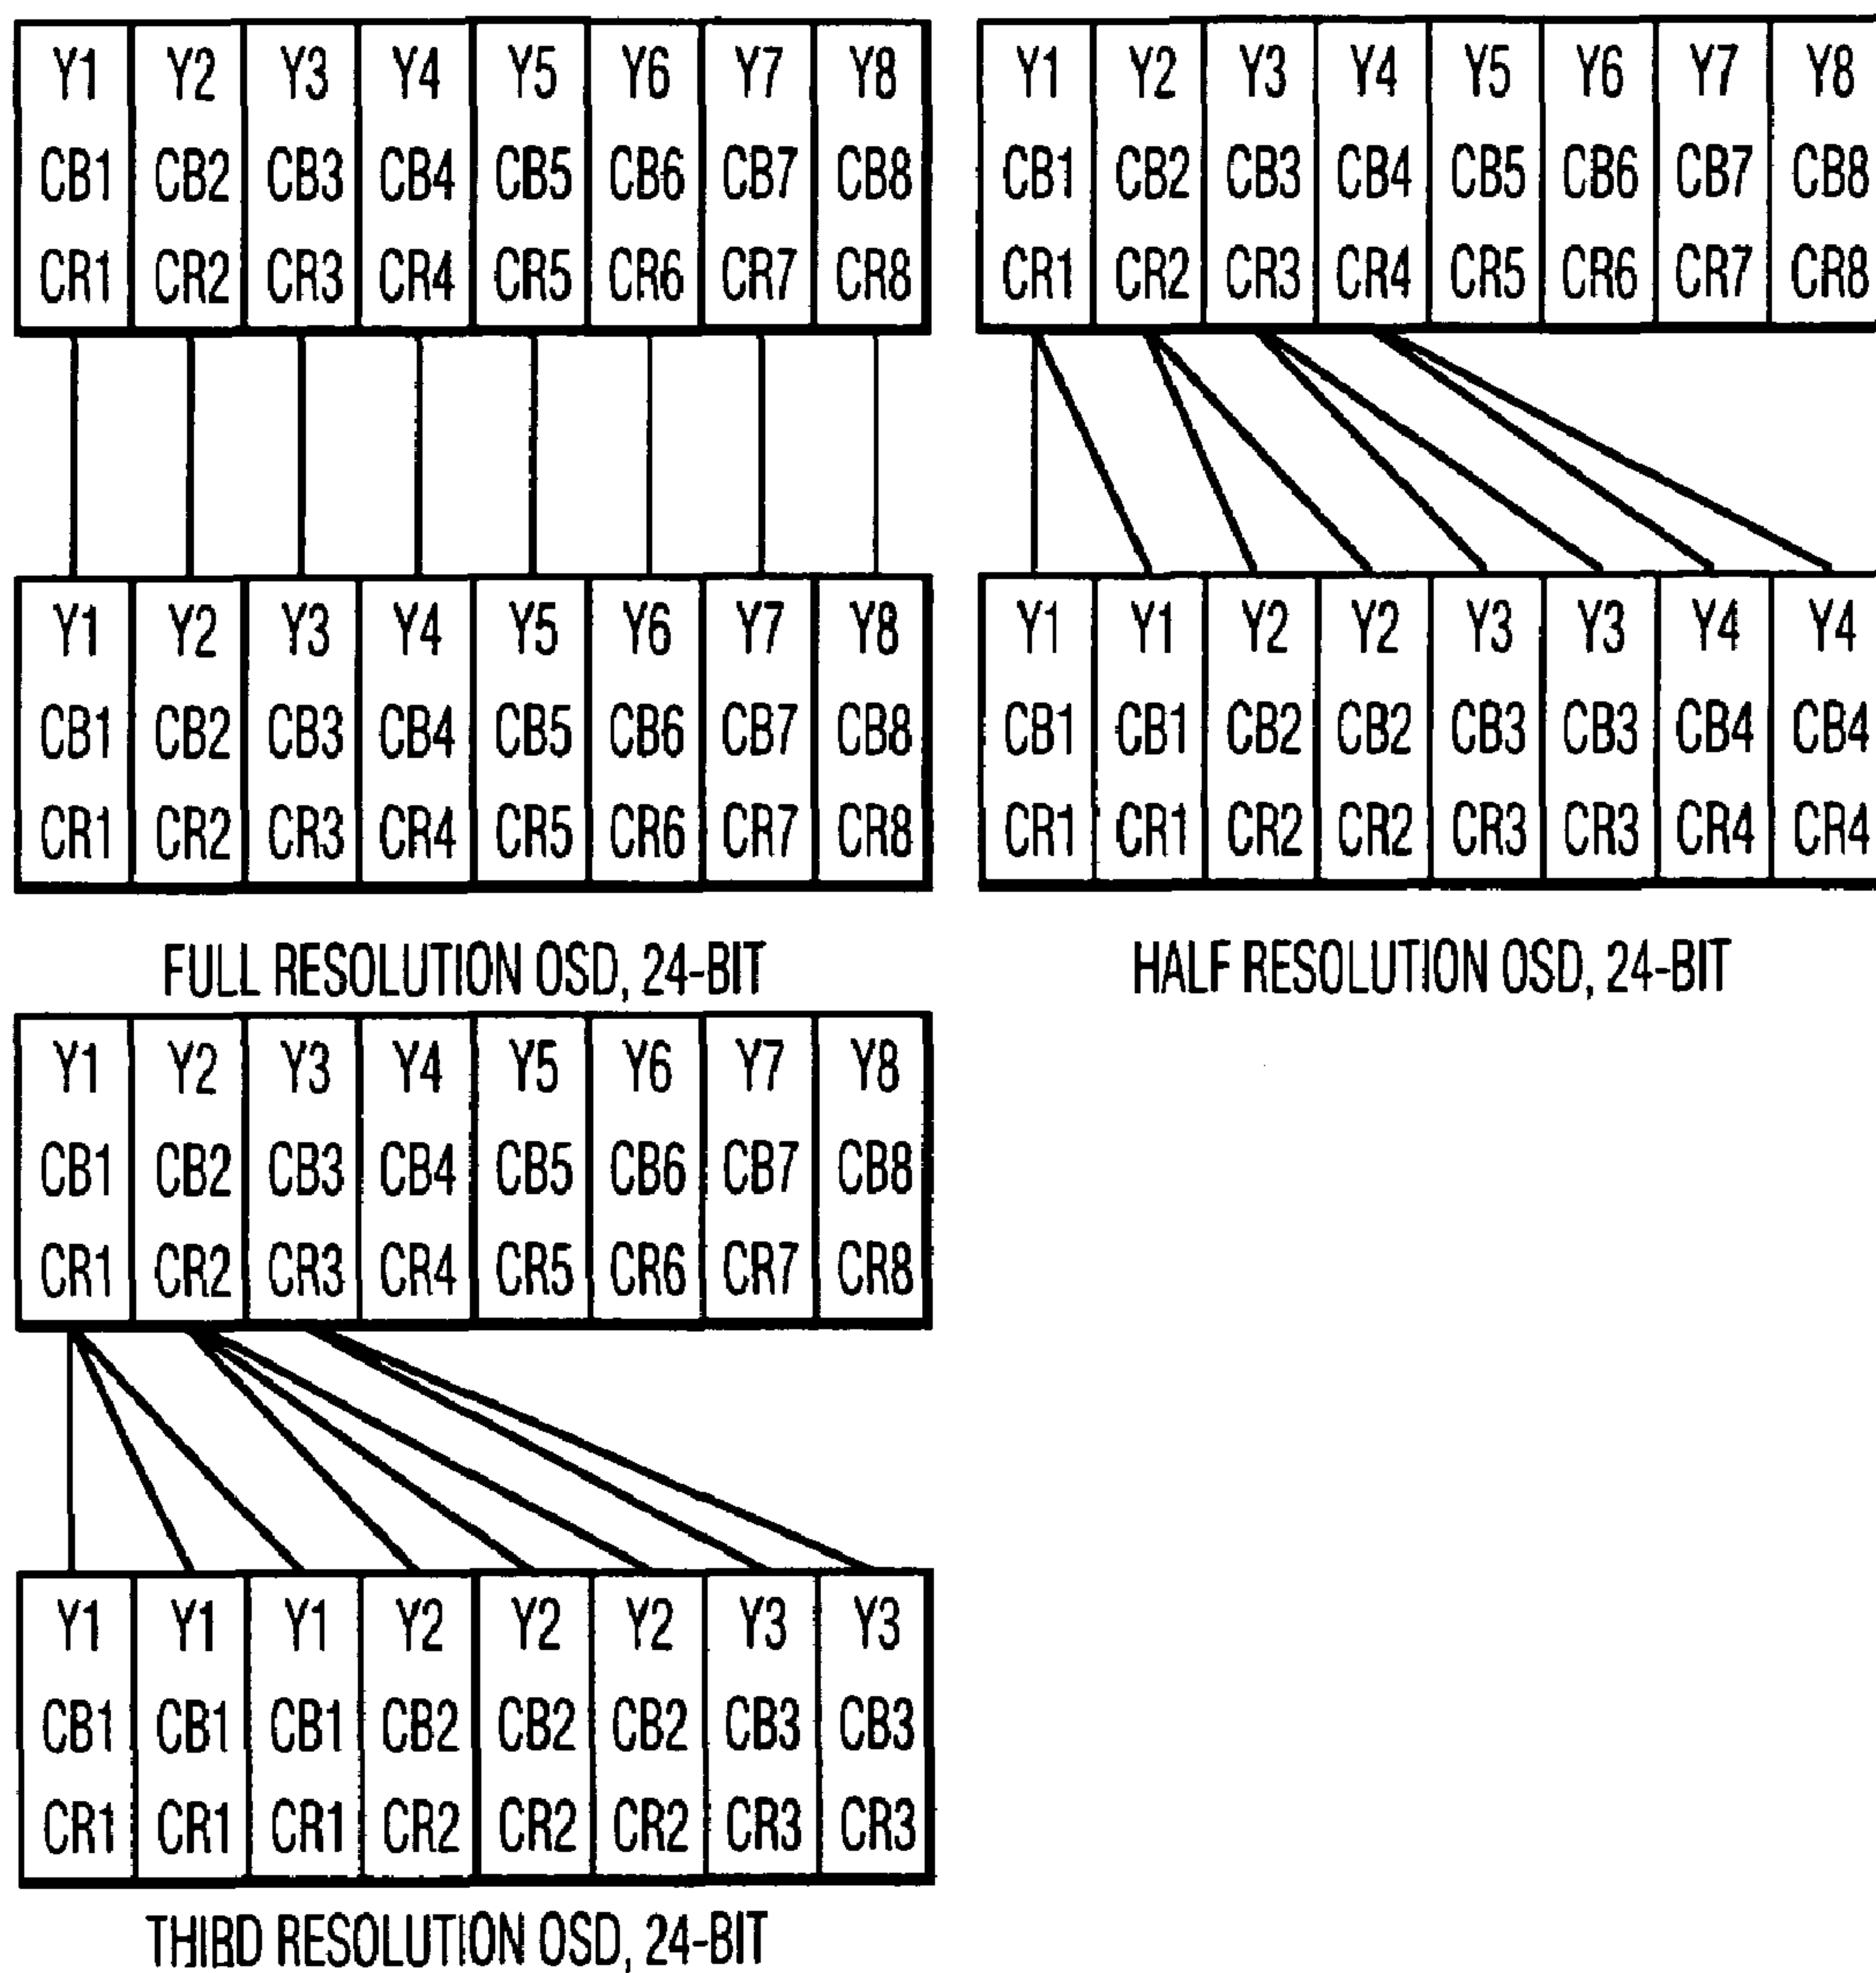 Y1 Y2 Y3 Y4 Y5 Y6 Y7 Y8
CB1 CB2 CB3 CB4 CB5 CB6 CB7 CB8
CR1 CR2 CR3 CR4 CR5 CR6 CR7 CR8
Y1 Y2 Y3 Y4 Y5 Y6 Y7 Y8
CB1 CB2 CB3 CB4 CB5 CB6 CB7 CB8
CR1 CR2 CR3 CR4 CR5 CR6 CR7 CR8
FULL RESOLUTION OSD, 24-BIT
Y1 Y2 Y3 Y4 Y5 Y6 Y7 Y8
CB1 CB2 CB3 CB4 CB5 CB6 CB7 CB8
CR1 CR2 CR3 CR4 CR5 CR6 CR7 CR8
Y1 Y1 Y2 Y2 Y3 Y3 Y4 Y4
CB1 CB1 CB2 CB2 CB3 CB3 CB4 CB4
CR1 CR1 CR2 CR2 CR3 CR3 CR4 CR4
HALF RESOLUTION OSD, 24-BIT
Y1 Y2 Y3 Y4 Y5 Y6 Y7 Y8
CB1 CB2 CB3 CB4 CB5 CB6 CB7 CB8
CR1 CR2 CR3 CR4 CR5 CR6 CR7 CR8
Y1 Y1 Y1 Y2 Y2 Y2 Y3 Y3
CB1 CB1 CB1 CB2 CB2 CB2 CB3 CB3
CR1 CR1 CR1 CR2 CR2 CR2 CR3 CR3
THIRD RESOLUTION OSD, 24-BIT